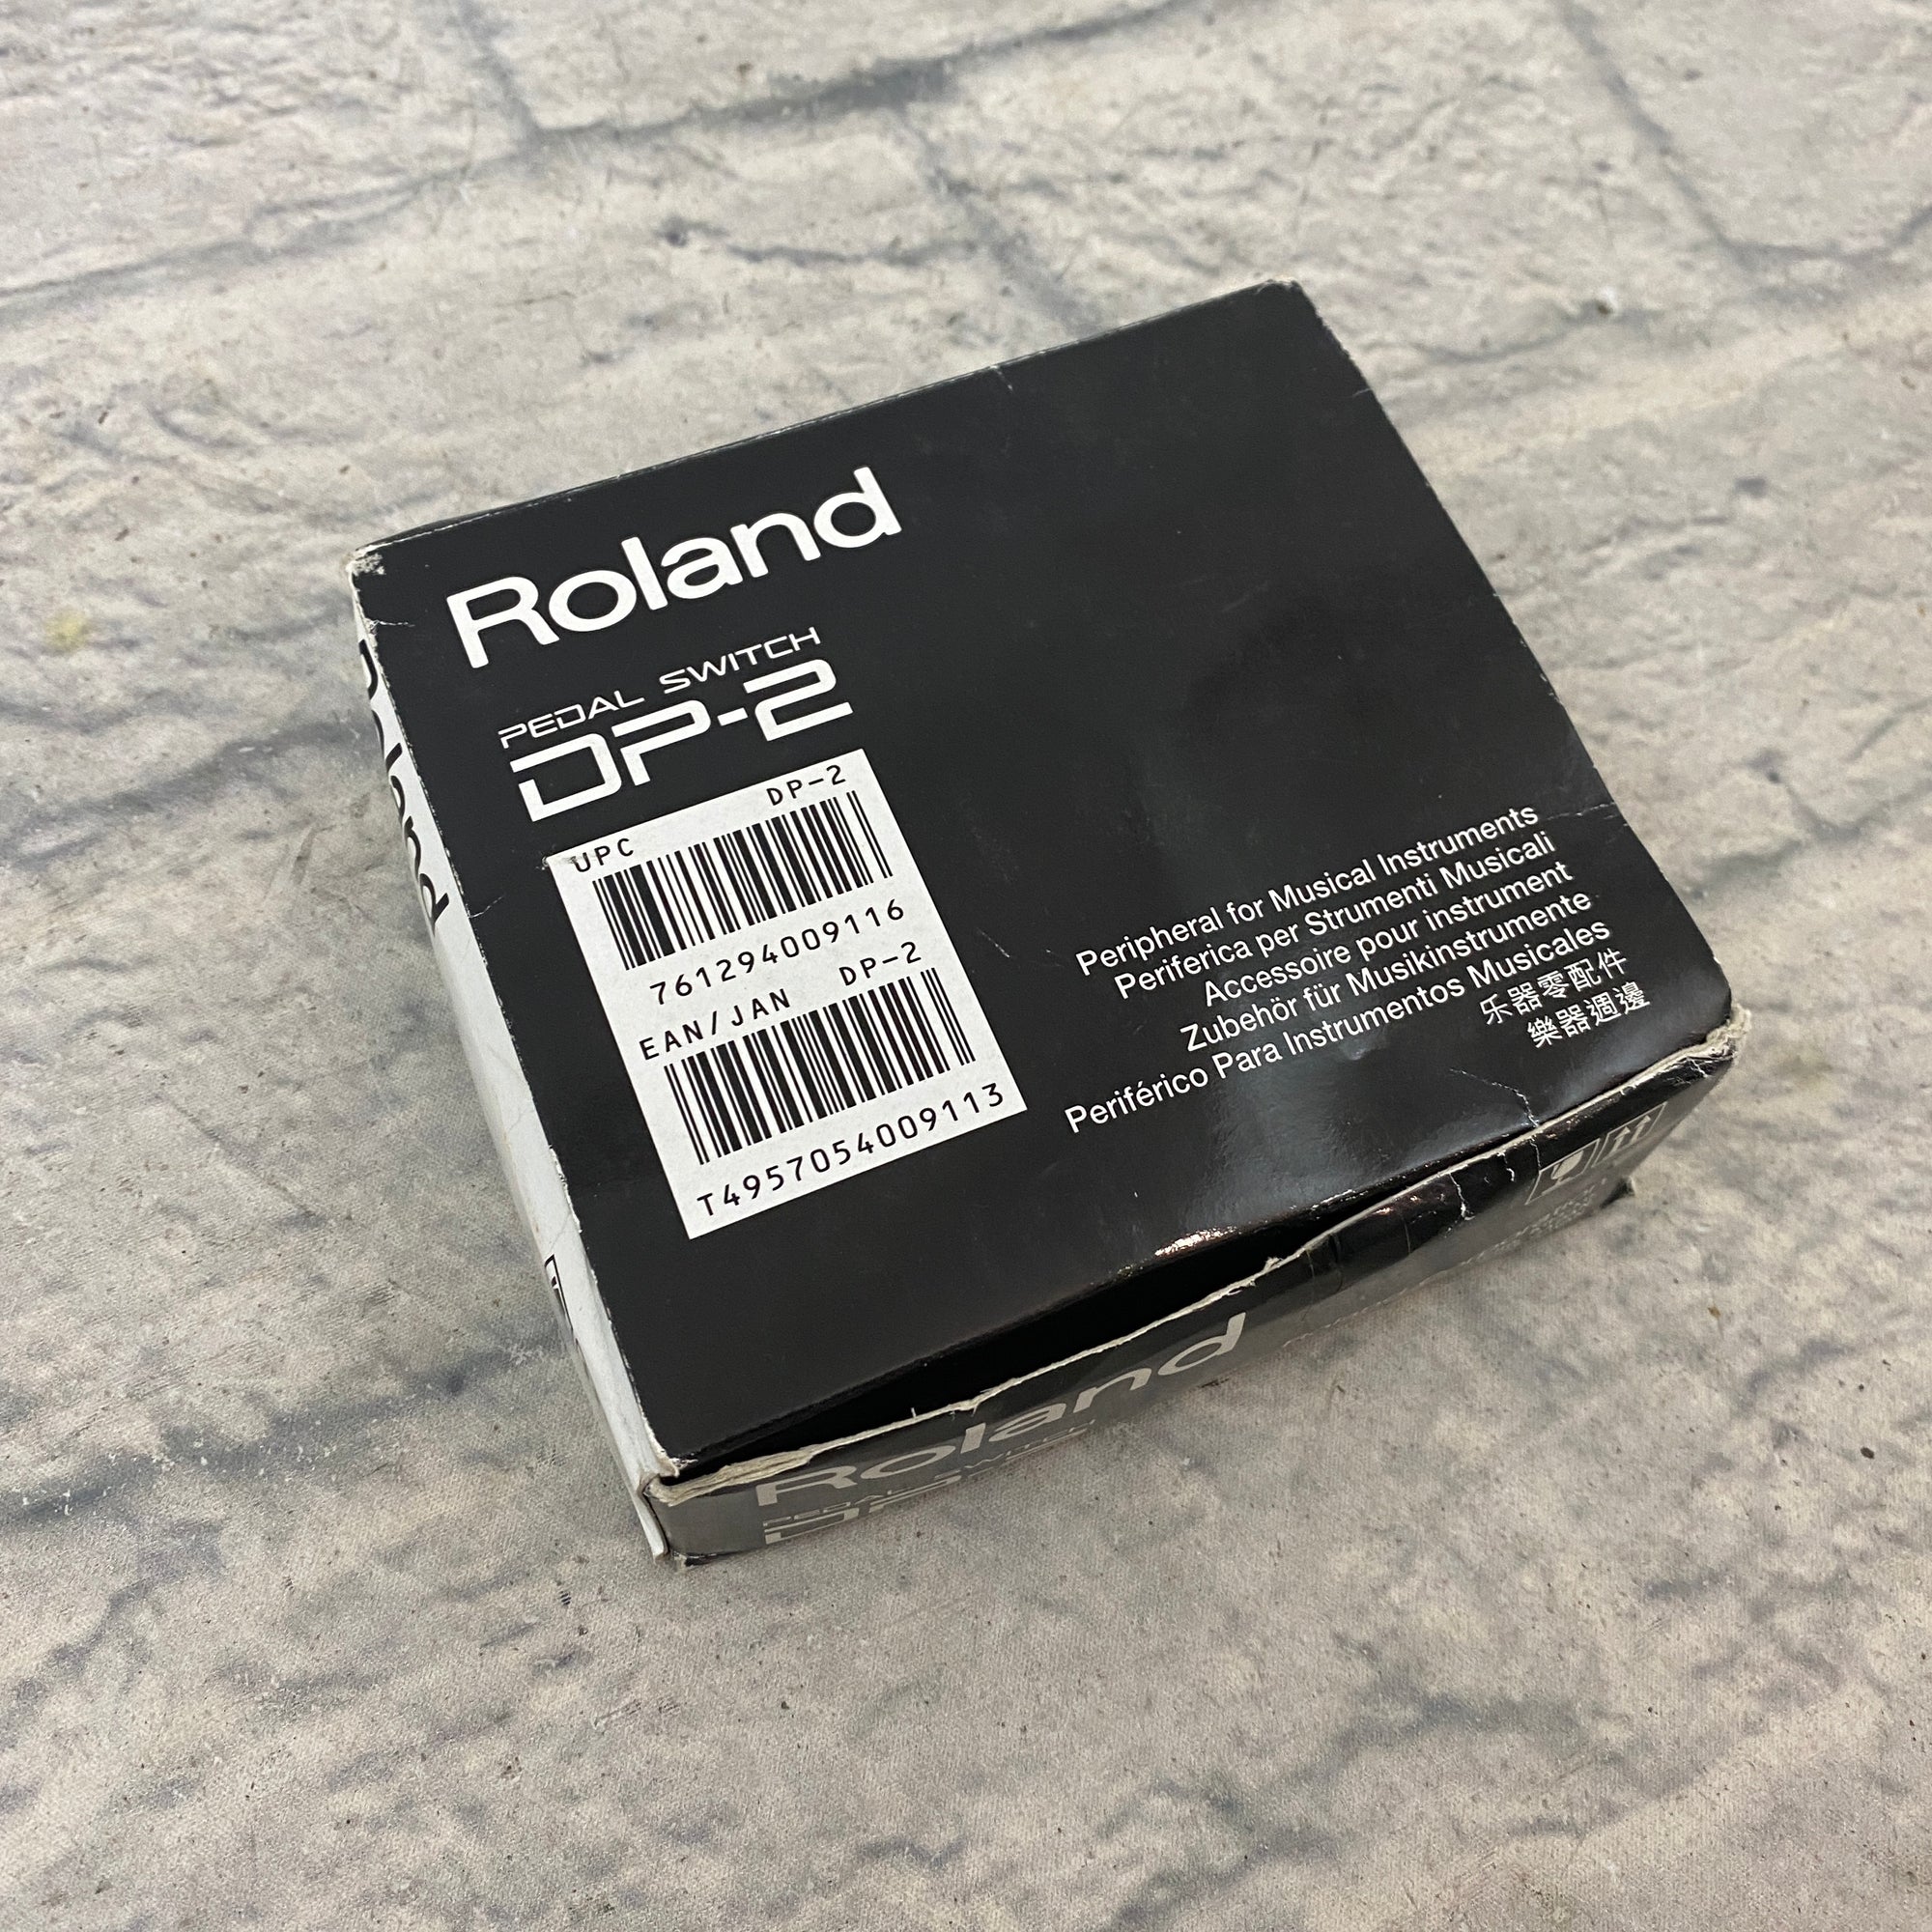 Roland
PEDAL SWITCH
DP-2
DP-2
UPC
761294009116
EAN/JAN DP-2
T4957054009113
Peripheral for Musical Instruments
Periferica per Strumenti Musicali
Accessoire pour instrument
Zubehör für Musikinstrumente
Periférico Para Instrumentos Musicales
乐器零配件
樂器週邊
Roland
Roland
PEDAL SWITCH